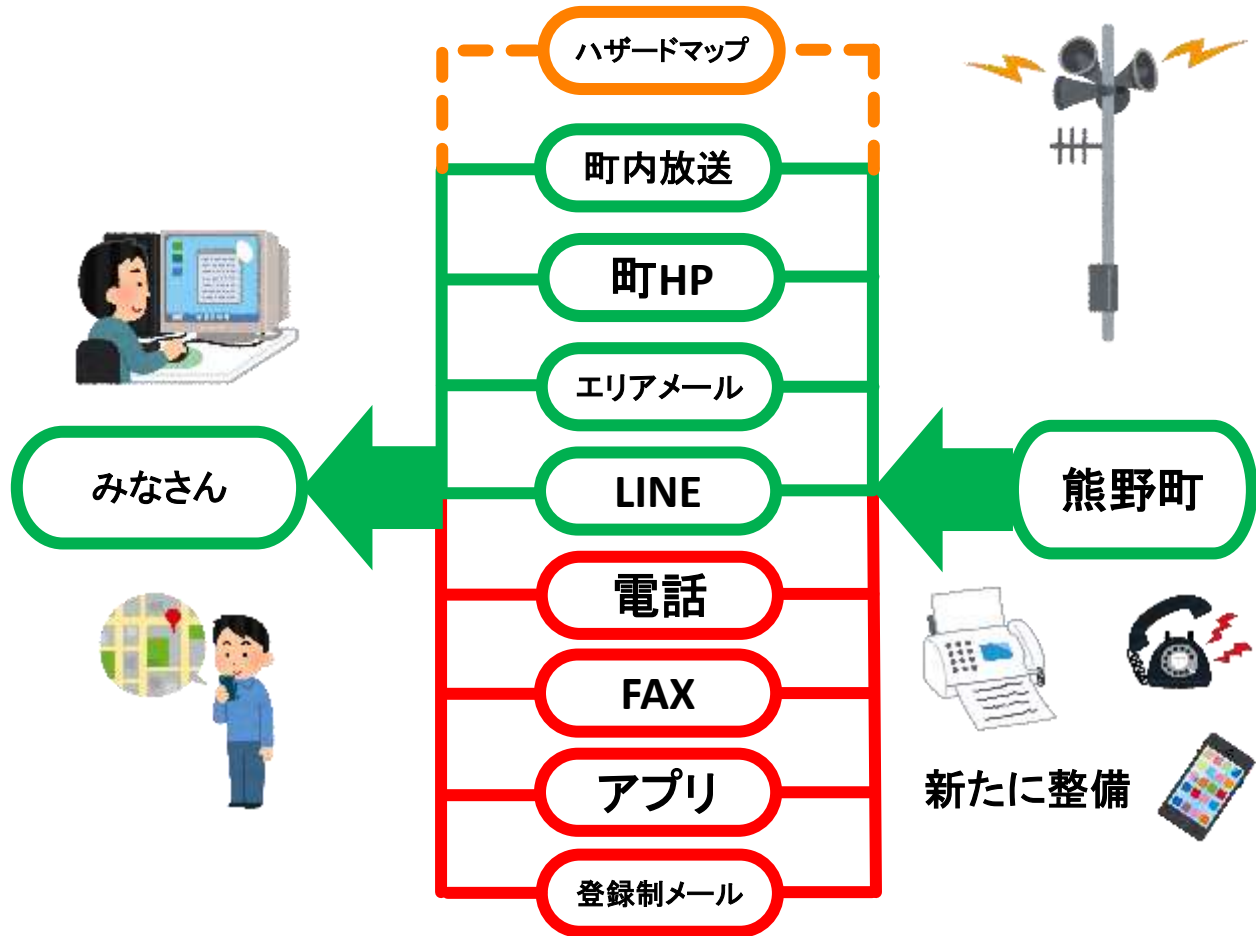 ハザードマップ
町内放送
町HP
エリアメール
みなさん
LINE
熊野町
電話
FAX
アプリ
新たに整備
登録制メール